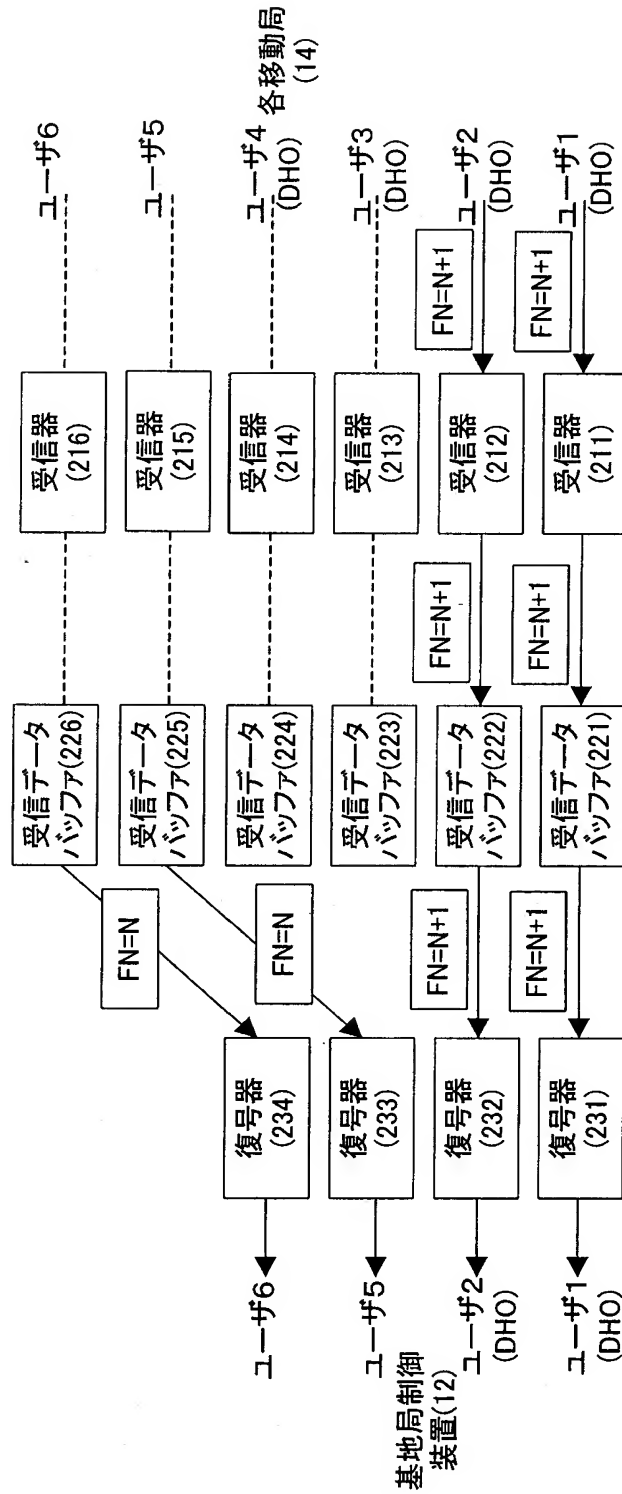 ユーザ6
ユーザ5
ユーザ4
(DHO)
各移動局
(14)
ユーザ3
(DHO)
ユーザ2
(DHO)
ユーザ1
(DHO)
FN=N+1
FN=N+1
受信器
(216)
受信器
(215)
受信器
(214)
受信器
(213)
受信器
(212)
受信器
(211)
FN=N+1
FN=N+1
受信データ
バッファ(226)
受信データ
バッファ(225)
受信データ
バッファ(224)
受信データ
バッファ(223)
受信データ
バッファ(222)
受信データ
バッファ(221)
FN=N
FN=N
FN=N+1
FN=N+1
復号器
(234)
復号器
(233)
復号器
(232)
復号器
(231)
ユーザ6
ユーザ5
ユーザ2
(DHO)
ユーザ1
(DHO)
基地局制御
装置(12)